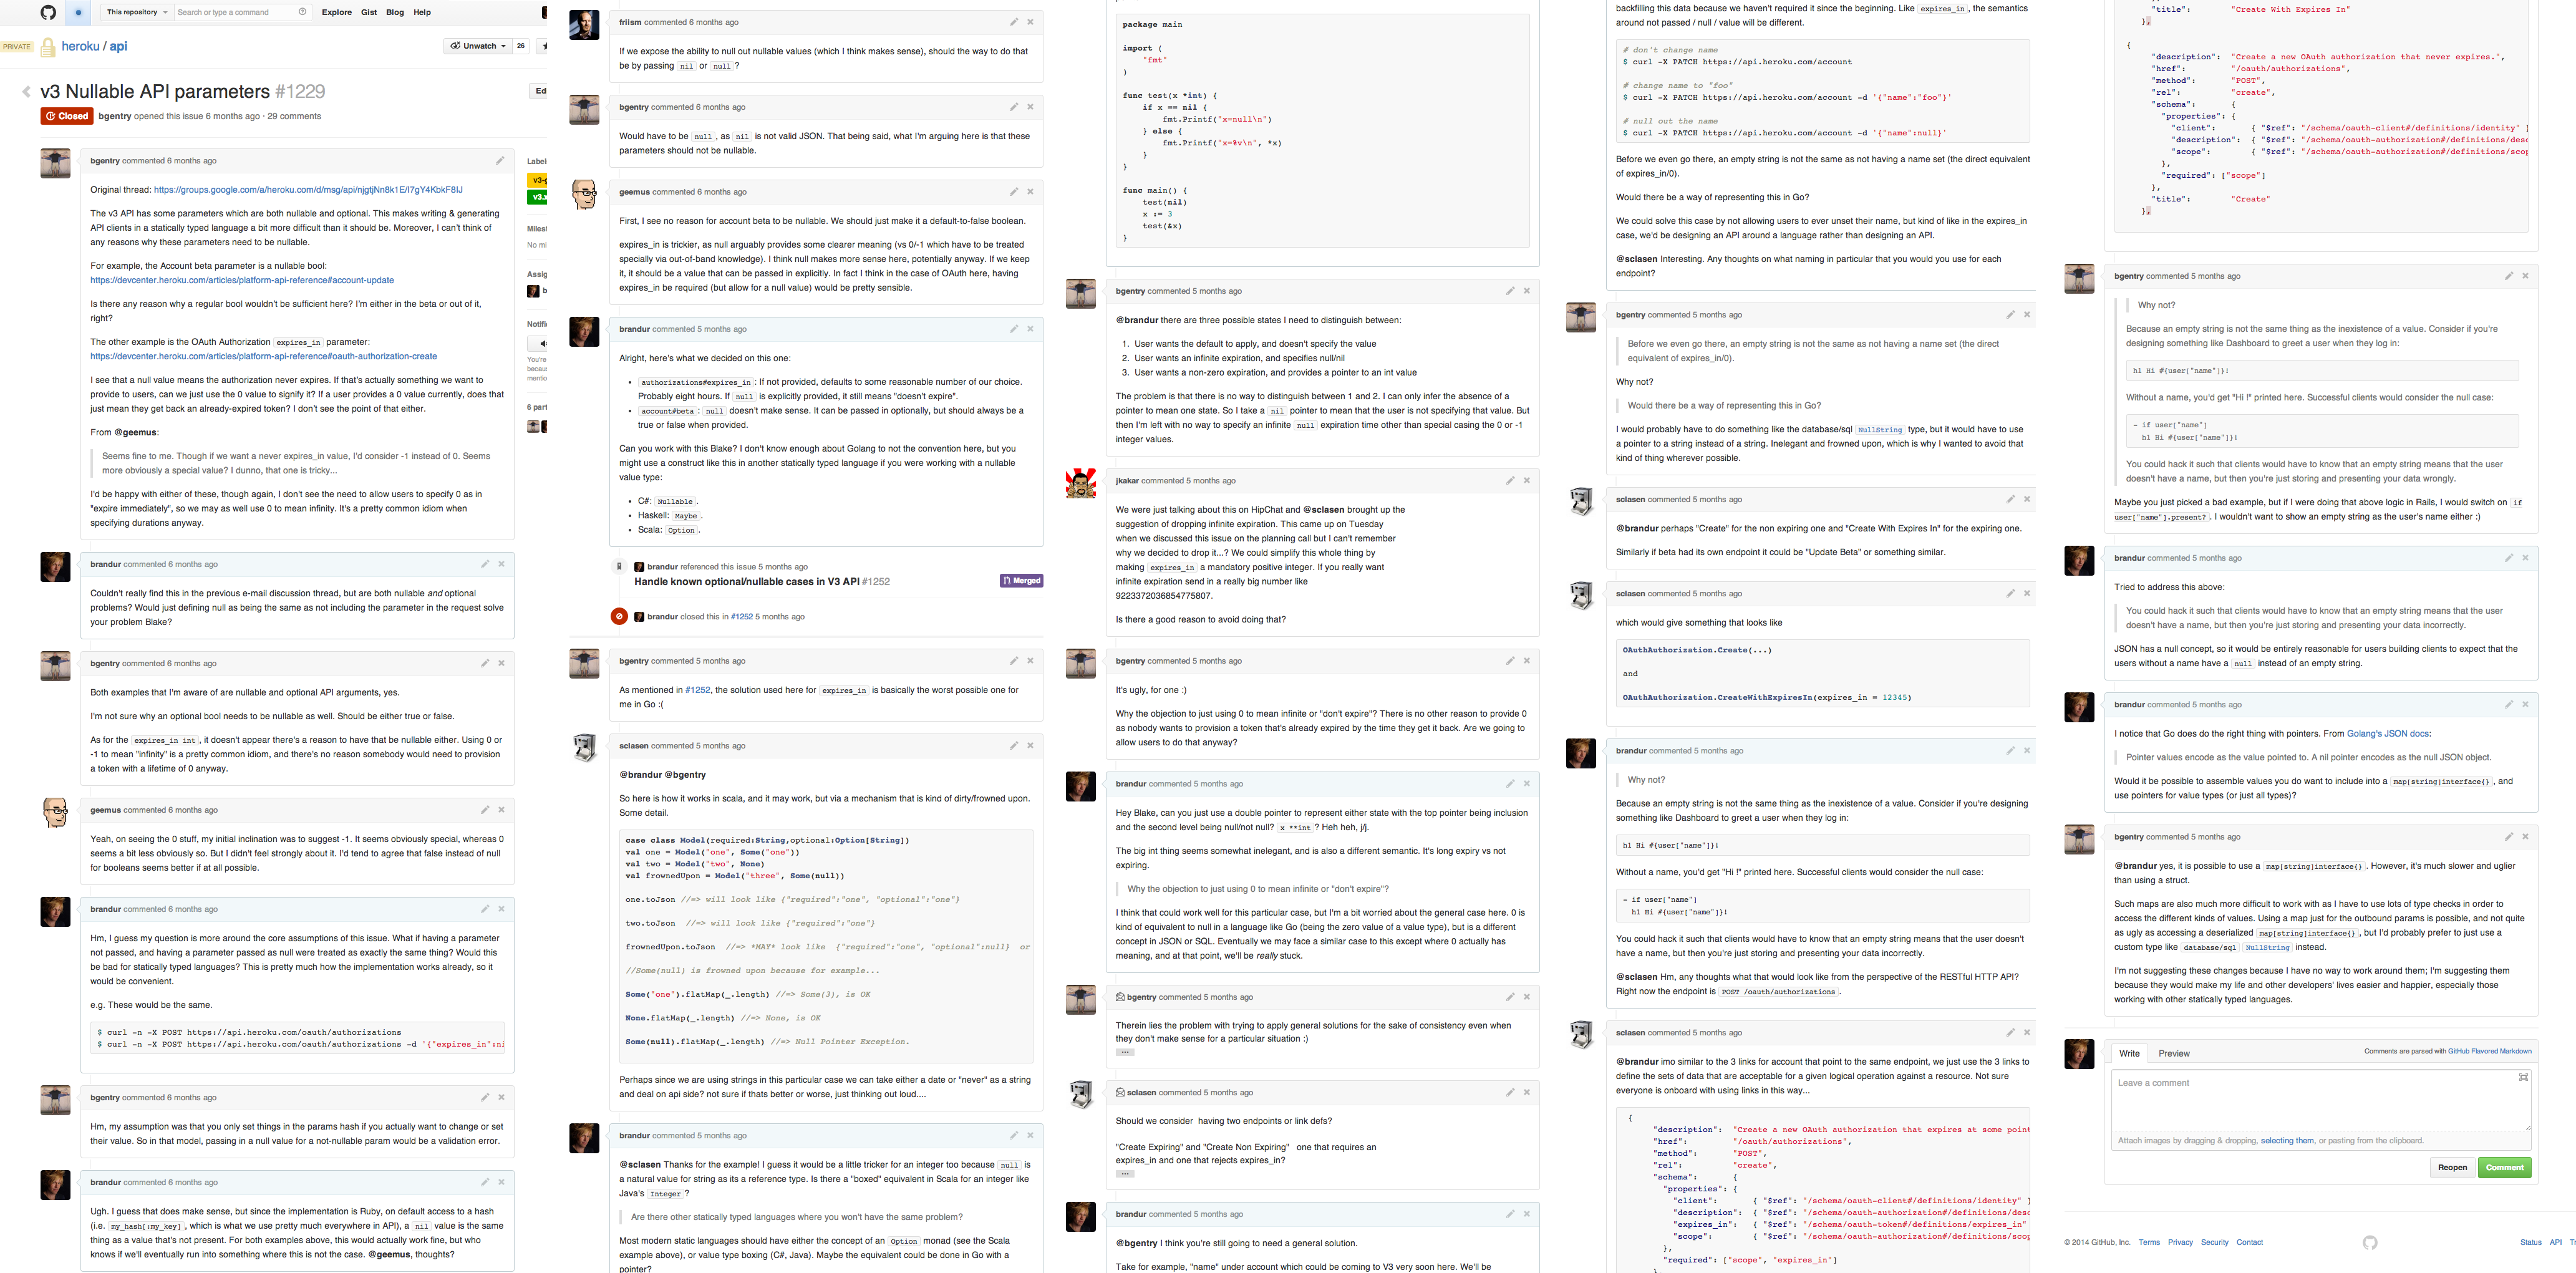 This repository
Search or type a command
Explore Gist Blog Help
PRIVATE
heroku / api
Unwatch 26
v3 Nullable API parameters #1229
Ed
Closed bgentry opened this issue 6 months ago · 29 comments
bgentry commented 6 months ago
Original thread: https://groups.google.com/a/heroku.com/d/msg/api/njgtjNn8k1E/I7gY4KbkF8IJ
The v3 API has some parameters which are both nullable and optional. This makes writing & generating
API clients in a statically typed language a bit more difficult than it should be. Moreover, I can't think of
any reasons why these parameters need to be nullable.
For example, the Account beta parameter is a nullable bool:
https://devcenter.heroku.com/articles/platform-api-reference#account-update
Is there any reason why a regular bool wouldn't be sufficient here? I'm either in the beta or out of it,
right?
The other example is the OAuth Authorization expires_in parameter:
https://devcenter.heroku.com/articles/platform-api-reference#oauth-authorization-create
I see that a null value means the authorization never expires. If that's actually something we want to
provide to users, can we just use the 0 value to signify it? If a user provides a 0 value currently, does that
just mean they get back an already-expired token? I don't see the point of that either.
From @geemus:
Seems fine to me. Though if we want a never expires_in value, I'd consider -1 instead of 0. Seems
more obviously a special value? I dunno, that one is tricky...
I'd be happy with either of these, though again, I don't see the need to allow users to specify 0 as in
"expire immediately", so we may as well use 0 to mean infinity. It's a pretty common idiom when
specifying durations anyway.
Label
v3-g
v3.x
Milest
No mi
Assig
b
Notifi
You're
becau
mentio
6 part
brandur commented 6 months ago
Couldn't really find this in the previous e-mail discussion thread, but are both nullable and optional
problems? Would just defining null as being the same as not including the parameter in the request solve
your problem Blake?
bgentry commented 6 months ago
Both examples that I'm aware of are nullable and optional API arguments, yes.
I'm not sure why an optional bool needs to be nullable as well. Should be either true or false.
As for the expires_in int, it doesn't appear there's a reason to have that be nullable either. Using 0 or
-1 to mean "infinity" is a pretty common idiom, and there's no reason somebody would need to provision
a token with a lifetime of 0 anyway.
geemus commented 6 months ago
Yeah, on seeing the 0 stuff, my initial inclination was to suggest -1. It seems obviously special, whereas 0
seems a bit less obviously so. But I didn't feel strongly about it. I'd tend to agree that false instead of null
for booleans seems better if at all possible.
brandur commented 6 months ago
Hm, I guess my question is more around the core assumptions of this issue. What if having a parameter
not passed, and having a parameter passed as null were treated as exactly the same thing? Would this
be bad for statically typed languages? This is pretty much how the implementation works already, so it
would be convenient.
e.g. These would be the same.
$ curl -n -X POST https://api.heroku.com/oauth/authorizations
$ curl -n -X POST https://api.heroku.com/oauth/authorizations -d '{"expires_in":ni
bgentry commented 6 months ago
Hm, my assumption was that you only set things in the params hash if you actually want to change or set
their value. So in that model, passing in a null value for a not-nullable param would be a validation error.
brandur commented 6 months ago
Ugh. I guess that does make sense, but since the implementation is Ruby, on default access to a hash
(i.e. my_hash[:my_key] , which is what we use pretty much everywhere in API), a nil value is the same
thing as a value that's not present. For both examples above, this would actually work fine, but who
knows if we'll eventually run into something where this is not the case. @geemus, thoughts?
friism commented 6 months ago
If we expose the ability to null out nullable values (which I think makes sense), should the way to do that
be by passing nil or null ?
bgentry commented 6 months ago
Would have to be null , as nil is not valid JSON. That being said, what I'm arguing here is that these
parameters should not be nullable.
geemus commented 6 months ago
First, I see no reason for account beta to be nullable. We should just make it a default-to-false boolean.
expires_in is trickier, as null arguably provides some clearer meaning (vs 0/-1 which have to be treated
specially via out-of-band knowledge). I think null makes more sense here, potentially anyway. If we keep
it, it should be a value that can be passed in explicitly. In fact I think in the case of OAuth here, having
expires_in be required (but allow for a null value) would be pretty sensible.
brandur commented 5 months ago
Alright, here's what we decided on this one:
• authorizations#expires_in : If not provided, defaults to some reasonable number of our choice.
Probably eight hours. If null is explicitly provided, it still means "doesn't expire".
• account#beta : null doesn't make sense. It can be passed in optionally, but should always be a
true or false when provided.
Can you work with this Blake? I don't know enough about Golang to not the convention here, but you
might use a construct like this in another statically typed language if you were working with a nullable
value type:
• C#: Nullable .
• Haskell: Maybe .
• Scala: Option .
brandur referenced this issue 5 months ago
Handle known optional/nullable cases in V3 API #1252
Merged
brandur closed this in #1252 5 months ago
bgentry commented 5 months ago
As mentioned in #1252, the solution used here for expires_in is basically the worst possible one for
me in Go :(
sclasen commented 5 months ago
@brandur @bgentry
So here is how it works in scala, and it may work, but via a mechanism that is kind of dirty/frowned upon.
Some detail.
case class Model(required:String,optional:Option[String])
val one = Model("one", Some("one"))
val two = Model("two", None)
val frownedUpon = Model("three", Some(null))
one.toJson //=> will look like {"required":"one", "optional":"one"}
two.toJson //=> will look like {"required":"one"}
frownedUpon.toJson //=> *MAY* look like {"required":"one", "optional":null} or
//Some(null) is frowned upon because for example...
Some("one").flatMap(_.length) //=> Some(3), is OK
None.flatMap(_.length) //=> None, is OK
Some(null).flatMap(_.length) //=> Null Pointer Exception.
Perhaps since we are using strings in this particular case we can take either a date or "never" as a string
and deal on api side? not sure if thats better or worse, just thinking out loud....
brandur commented 5 months ago
@sclasen Thanks for the example! I guess it would be a little tricker for an integer too because null is
a natural value for string as its a reference type. Is there a "boxed" equivalent in Scala for an integer like
Java's Integer ?
Are there other statically typed languages where you won't have the same problem?
Most modern static languages should have either the concept of an Option monad (see the Scala
example above), or value type boxing (C#, Java). Maybe the equivalent could be done in Go with a
pointer?
package main
import (
"fmt"
)
func test(x *int) {
if x == nil {
fmt.Printf("x=null\n")
} else {
fmt.Printf("x=%v\n", *x)
}
}
func main() {
test(nil)
x := 3
test(&x)
}
bgentry commented 5 months ago
@brandur there are three possible states I need to distinguish between:
1. User wants the default to apply, and doesn't specify the value
2. User wants an infinite expiration, and specifies null/nil
3. User wants a non-zero expiration, and provides a pointer to an int value
The problem is that there is no way to distinguish between 1 and 2. I can only infer the absence of a
pointer to mean one state. So I take a nil pointer to mean that the user is not specifying that value. But
then I'm left with no way to specify an infinite null expiration time other than special casing the 0 or -1
integer values.
jkakar commented 5 months ago
We were just talking about this on HipChat and @sclasen brought up the
suggestion of dropping infinite expiration. This came up on Tuesday
when we discussed this issue on the planning call but I can't remember
why we decided to drop it...? We could simplify this whole thing by
making expires_in a mandatory positive integer. If you really want
infinite expiration send in a really big number like
9223372036854775807.
Is there a good reason to avoid doing that?
bgentry commented 5 months ago
It's ugly, for one :)
Why the objection to just using 0 to mean infinite or "don't expire"? There is no other reason to provide 0
as nobody wants to provision a token that's already expired by the time they get it back. Are we going to
allow users to do that anyway?
brandur commented 5 months ago
Hey Blake, can you just use a double pointer to represent either state with the top pointer being inclusion
and the second level being null/not null? x **int ? Heh heh, j/j.
The big int thing seems somewhat inelegant, and is also a different semantic. It's long expiry vs not
expiring.
Why the objection to just using 0 to mean infinite or "don't expire"?
I think that could work well for this particular case, but I'm a bit worried about the general case here. 0 is
kind of equivalent to null in a language like Go (being the zero value of a value type), but is a different
concept in JSON or SQL. Eventually we may face a similar case to this except where 0 actually has
meaning, and at that point, we'll be really stuck.
bgentry commented 5 months ago
Therein lies the problem with trying to apply general solutions for the sake of consistency even when
they don't make sense for a particular situation :)
...
sclasen commented 5 months ago
Should we consider having two endpoints or link defs?
"Create Expiring" and "Create Non Expiring" one that requires an
expires_in and one that rejects expires_in?
...
brandur commented 5 months ago
@bgentry I think you're still going to need a general solution.
Take for example, "name" under account which could be coming to V3 very soon here. We'll be
backfilling this data because we haven't required it since the beginning. Like expires_in , the semantics
around not passed / null / value will be different.
# don't change name
$ curl -X PATCH https://api.heroku.com/account
# change name to "foo"
$ curl -X PATCH https://api.heroku.com/account -d '{"name":"foo"}'
# null out the name
$ curl -X PATCH https://api.heroku.com/account -d '{"name":null}'
Before we even go there, an empty string is not the same as not having a name set (the direct equivalent
of expires_in/0).
Would there be a way of representing this in Go?
We could solve this case by not allowing users to ever unset their name, but kind of like in the expires_in
case, we'd be designing an API around a language rather than designing an API.
@sclasen Interesting. Any thoughts on what naming in particular that you would you use for each
endpoint?
bgentry commented 5 months ago
Before we even go there, an empty string is not the same as not having a name set (the direct
equivalent of expires_in/0).
Why not?
Would there be a way of representing this in Go?
I would probably have to do something like the database/sql NullString type, but it would have to use
a pointer to a string instead of a string. Inelegant and frowned upon, which is why I wanted to avoid that
kind of thing wherever possible.
sclasen commented 5 months ago
@brandur perhaps "Create" for the non expiring one and "Create With Expires In" for the expiring one.
Similarly if beta had its own endpoint it could be "Update Beta" or something similar.
sclasen commented 5 months ago
which would give something that looks like
OAuthAuthorization.Create(...)
and
OAuthAuthorization.CreateWithExpiresIn(expires_in = 12345)
brandur commented 5 months ago
Why not?
Because an empty string is not the same thing as the inexistence of a value. Consider if you're designing
something like Dashboard to greet a user when they log in:
h1 Hi #{user["name"]}!
Without a name, you'd get "Hi !" printed here. Successful clients would consider the null case:
- if user["name"]
h1 Hi #{user["name"]}!
You could hack it such that clients would have to know that an empty string means that the user doesn't
have a name, but then you're just storing and presenting your data incorrectly.
@sclasen Hm, any thoughts what that would look like from the perspective of the RESTful HTTP API?
Right now the endpoint is POST /oauth/authorizations .
sclasen commented 5 months ago
@brandur imo similar to the 3 links for account that point to the same endpoint, we just use the 3 links to
define the sets of data that are acceptable for a given logical operation against a resource. Not sure
everyone is onboard with using links in this way...
{
"description": "Create a new OAuth authorization that expires at some point
"href": "/oauth/authorizations",
"method": "POST",
"rel": "create",
"schema": {
"properties": {
"client": { "$ref": "/schema/oauth-client#/definitions/identity" ]
"description": { "$ref": "/schema/oauth-authorization#/definitions/desc
"expires_in": { "$ref": "/schema/oauth-token#/definitions/expires_in"
"scope": { "$ref": "/schema/oauth-authorization#/definitions/scop
},
"required": ["scope", "expires_in"]
},
"title": "Create With Expires In"
},
{
"description": "Create a new OAuth authorization that never expires.",
"href": "/oauth/authorizations",
"method": "POST",
"rel": "create",
"schema": {
"properties": {
"client": { "$ref": "/schema/oauth-client#/definitions/identity" ]
"description": { "$ref": "/schema/oauth-authorization#/definitions/desc
"scope": { "$ref": "/schema/oauth-authorization#/definitions/scop
},
"required": ["scope"]
},
"title": "Create"
},
bgentry commented 5 months ago
Why not?
Because an empty string is not the same thing as the inexistence of a value. Consider if you're
designing something like Dashboard to greet a user when they log in:
h1 Hi #{user["name"]}!
Without a name, you'd get "Hi !" printed here. Successful clients would consider the null case:
- if user["name"]
h1 Hi #{user["name"]}!
You could hack it such that clients would have to know that an empty string means that the user
doesn't have a name, but then you're just storing and presenting your data wrongly.
Maybe you just picked a bad example, but if I were doing that above logic in Rails, I would switch on if
user["name"].present? . I wouldn't want to show an empty string as the user's name either :)
brandur commented 5 months ago
Tried to address this above:
You could hack it such that clients would have to know that an empty string means that the user
doesn't have a name, but then you're just storing and presenting your data incorrectly.
JSON has a null concept, so it would be entirely reasonable for users building clients to expect that the
users without a name have a null instead of an empty string.
brandur commented 5 months ago
I notice that Go does do the right thing with pointers. From Golang's JSON docs:
Pointer values encode as the value pointed to. A nil pointer encodes as the null JSON object.
Would it be possible to assemble values you do want to include into a map[string]interface{} , and
use pointers for value types (or just all types)?
bgentry commented 5 months ago
@brandur yes, it is possible to use a map[string]interface{} . However, it's much slower and uglier
than using a struct.
Such maps are also much more difficult to work with as I have to use lots of type checks in order to
access the different kinds of values. Using a map just for the outbound params is possible, and not quite
as ugly as accessing a deserialized map[string]interface{} , but I'd probably prefer to just use a
custom type like database/sql NullString instead.
I'm not suggesting these changes because I have no way to work around them; I'm suggesting them
because they would make my life and other developers' lives easier and happier, especially those
working with other statically typed languages.
Write Preview
Comments are parsed with GitHub Flavored Markdown
Leave a comment
Attach images by dragging & dropping, selecting them, or pasting from the clipboard.
Reopen Comment
© 2014 GitHub, Inc. Terms Privacy Security Contact
Status API T